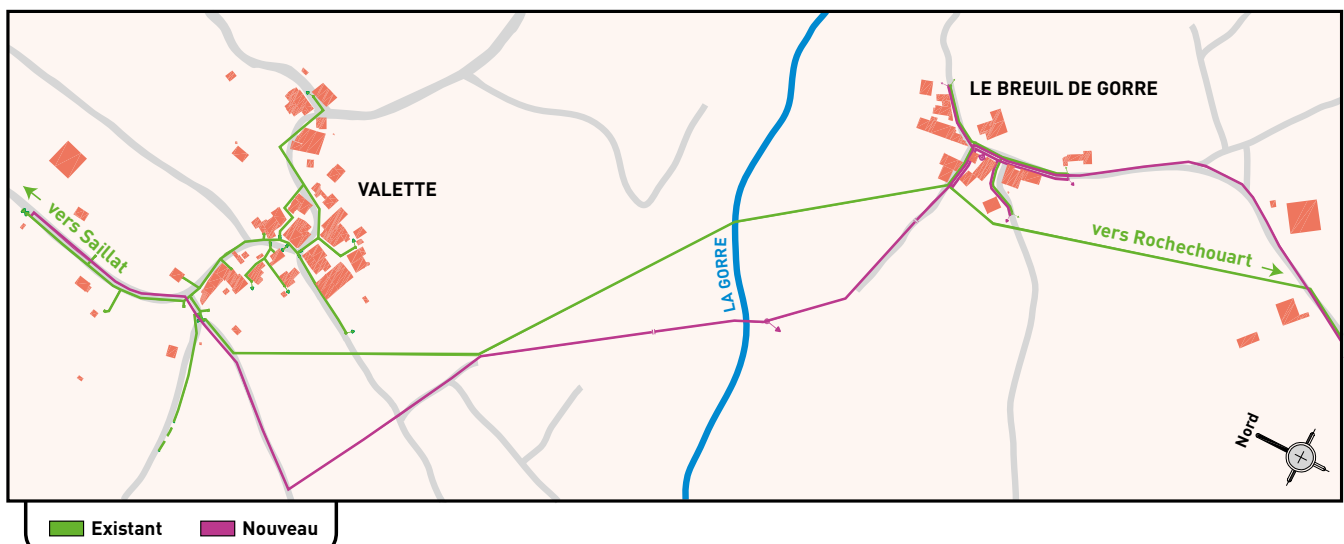 LE BREUIL DE GORRE
VALETTE
vers Saillat
vers Rochechouart
LA GORRE
Nord
Existant
Nouveau